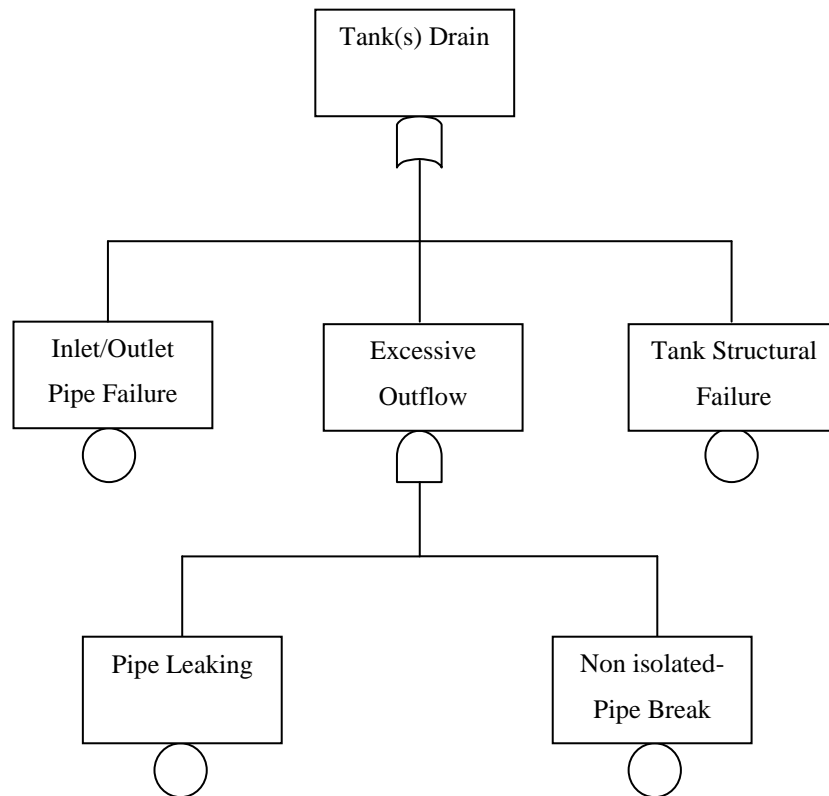 Tank(s) Drain
Inlet/Outlet
Pipe Failure
Excessive
Outflow
Tank Structural
Failure
Pipe Leaking
Non isolated-
Pipe Break